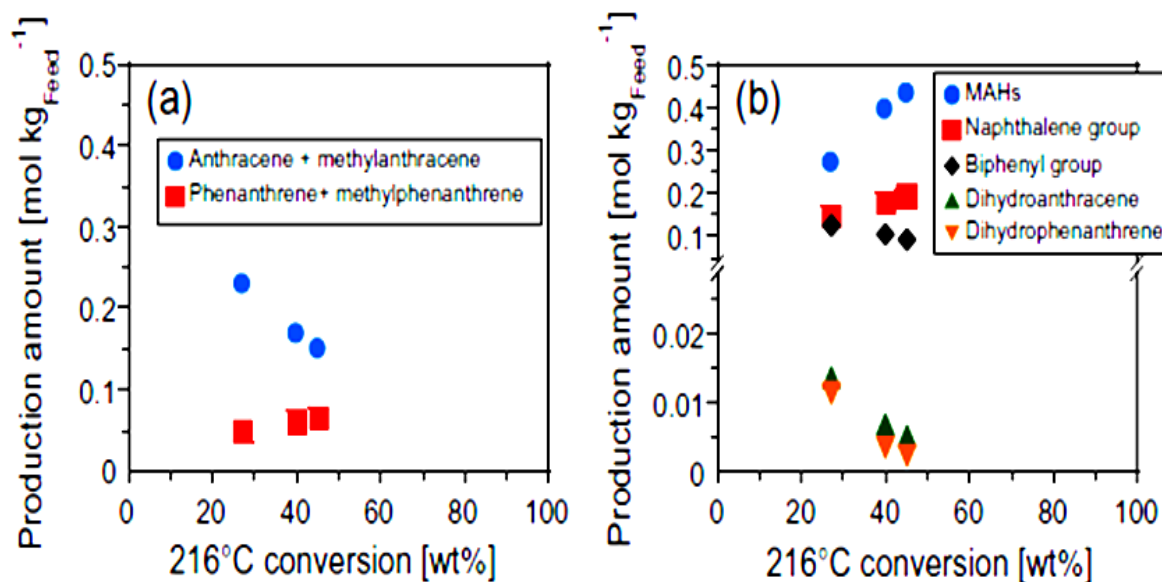 Production amount [mol kg_Feed^-1]
0.5
0.4
0.3
0.2
0.1
0
(a)
Anthracene + methylanthracene
Phenanthrene+ methylphenanthrene
0 20 40 60 80 100
216°C conversion [wt%]
Production amount [mol kg_Feed^-1]
0.5
0.4
0.3
0.2
0.1
0.02
0.01
0
(b)
MAHs
Naphthalene group
Biphenyl group
Dihydroanthracene
Dihydrophenanthrene
0 20 40 60 80 100
216°C conversion [wt%]